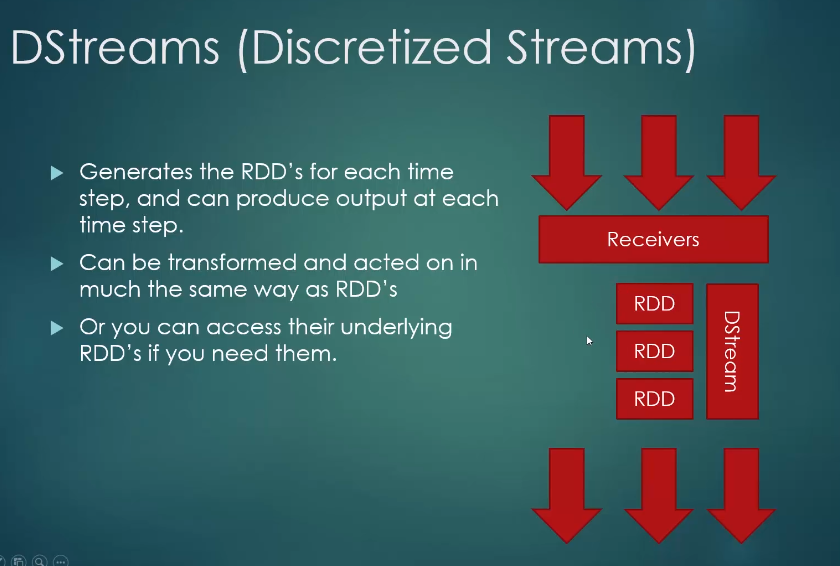 DStreams (Discretized Streams)
Generates the RDD's for each time
step, and can produce output at each
time step.
Can be transformed and acted on in
much the same way as RDD's
Or you can access their underlying
RDD's if you need them.
Receivers
RDD
RDD
RDD
DStream